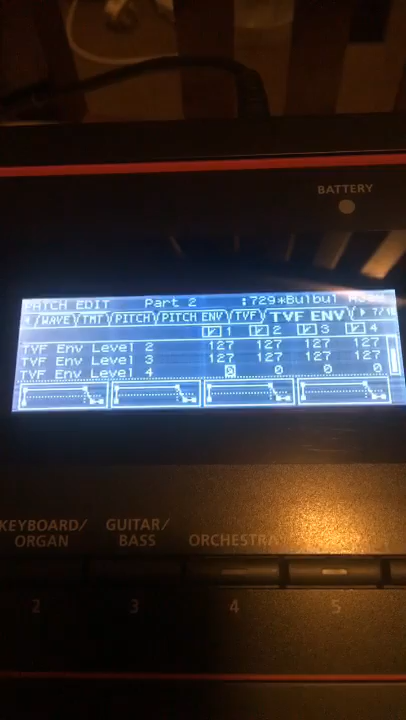 BATTERY
PATCH EDIT Part 2 :729*Bulbul
WAVE TMT PITCH PITCH ENV TVF TVF ENV
1 2 3 4
TVF Env Level 2 127 127 127 127
TVF Env Level 3 127 127 127 127
TVF Env Level 4 0 0 0 0
KEYBOARD/ GUITAR/
ORGAN BASS ORCHESTRA
2 3 4 5